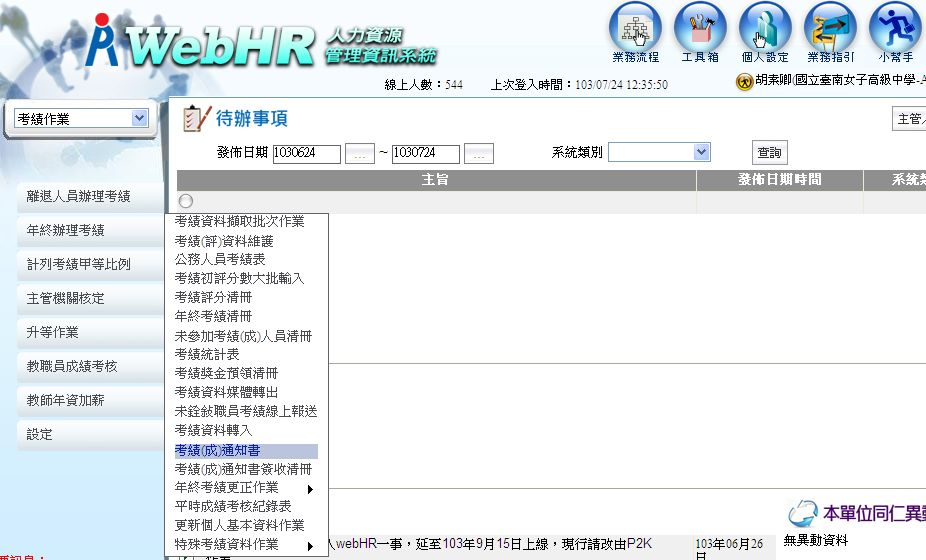 WebHR 人力資源
管理資訊系統
業務流程 工具箱 個人設定 業務指引 小幫手
線上人數：544 上次登入時間：103/07/24 12:35:50 胡素卿(國立臺南女子高級中學-A
考績作業
待辦事項
主管人
發佈日期 1030624 ... ~ 1030724 ... 系統類別 查詢
主旨 發佈日期時間 系統類
離退人員辦理考績
年終辦理考績
計列考績甲等比例
主管機關核定
升等作業
教職員成績考核
教師年資加薪
設定
考績資料擷取批次作業
考績(評)資料維護
公務人員考績表
考績初評分數大批輸入
考績評分清冊
年終考績清冊
未參加考績(成)人員清冊
考績統計表
考績獎金預領清冊
考績資料媒體轉出
未銓敘職員考績線上報送
考績資料轉入
考績(成)通知書
考績(成)通知書簽收清冊
年終考績更正作業
平時成績考核紀錄表
更新個人基本資料作業
特殊考績資料作業
本單位同仁異動
無異動資料
webHR一事，延至103年9月15日上線，現行請改由P2K 103年06月26
日